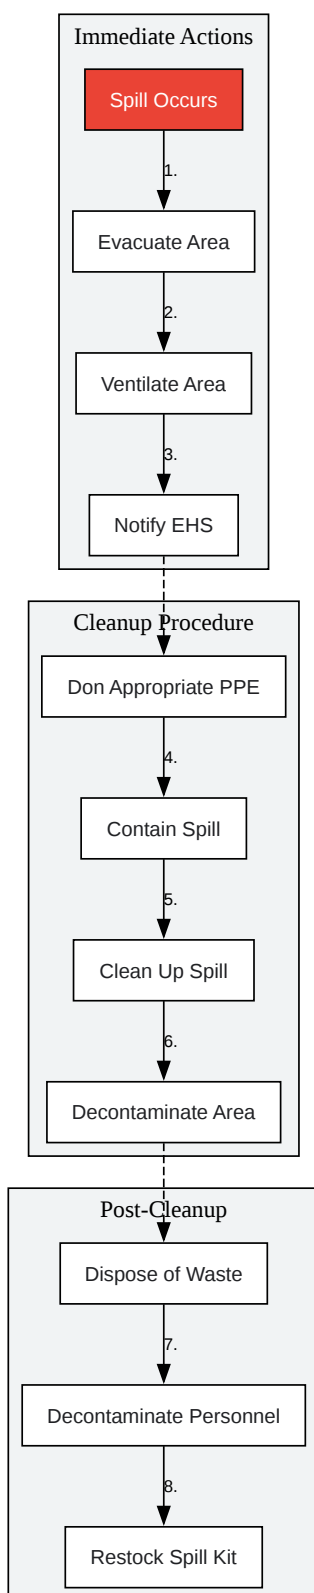 Immediate Actions
Spill Occurs
1.
Evacuate Area
2.
Ventilate Area
3.
Notify EHS
Cleanup Procedure
Don Appropriate PPE
4.
Contain Spill
5.
Clean Up Spill
6.
Decontaminate Area
Post-Cleanup
Dispose of Waste
7.
Decontaminate Personnel
8.
Restock Spill Kit